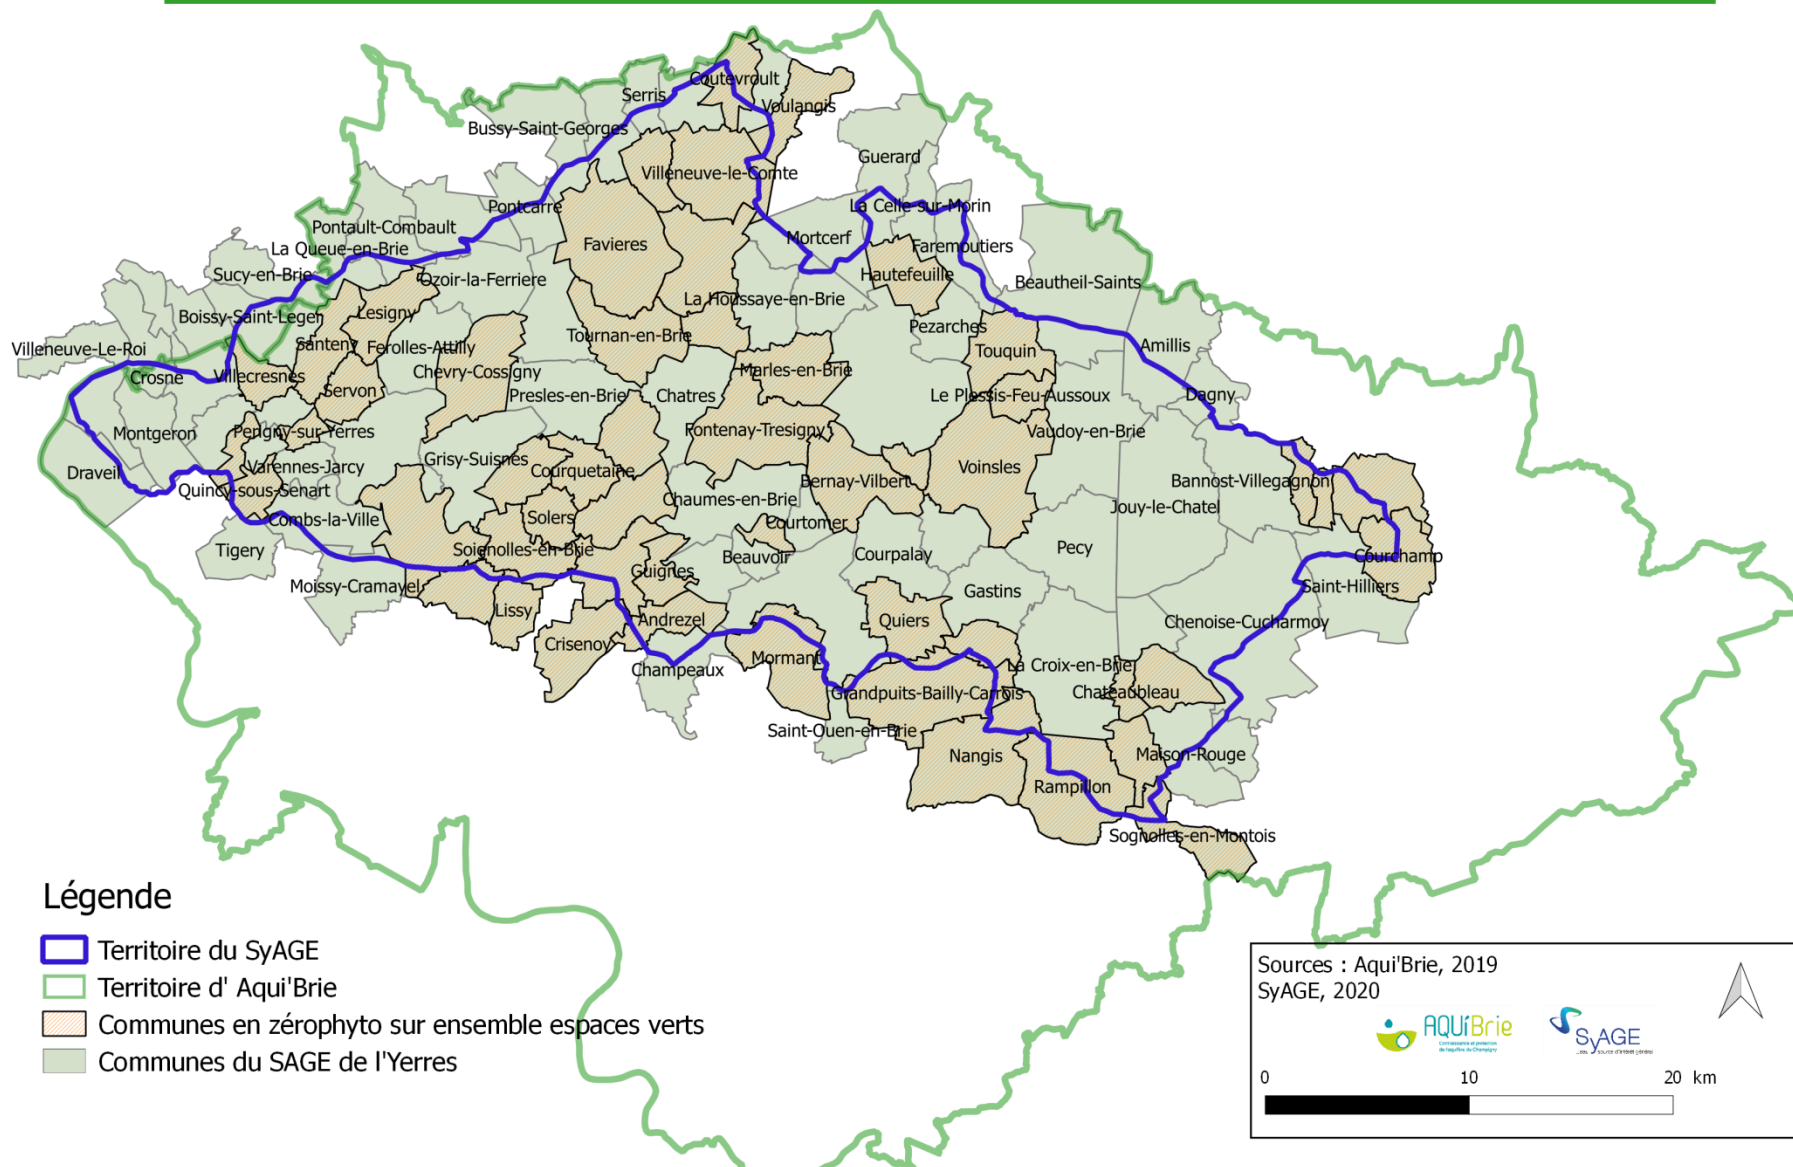 Coutevroult
Serris
Voulangis
Bussy-Saint-Georges
Guerard
Villeneuve-le-Comte
La Celle-sur-Morin
Pontcarre
Pontault-Combault
Mortcerf
Favieres
Faremoutiers
La Queue-en-Brie
Sucy-en-Brie
Hautefeuille
Ozoir-la-Ferriere
Beautheil-Saints
La Houssaye-en-Brie
Lesigny
Boissy-Saint-Leger
Pezarches
Tournan-en-Brie
Santeny
Ferolles-Attilly
Amillis
Villeneuve-Le-Roi
Touquin
Marles-en-Brie
Chevry-Cossigny
Crosne
Villecresnes
Servon
Presles-en-Brie
Chatres
Le Plessis-Feu-Aussoux
Dagny
Montgeron
Perigny-sur-Yerres
Fontenay-Tresigny
Vaudoy-en-Brie
Grisy-Suisnes
Varennes-Jarcy
Voinsles
Draveil
Courquetaine
Bernay-Vilbert
Bannost-Villegagnon
Quincy-sous-Senart
Chaumes-en-Brie
Jouy-le-Chatel
Combs-la-Ville
Solers
Courtomer
Tigery
Soignolles-en-Brie
Pecy
Beauvoir
Courpalay
Courchamp
Guignes
Moissy-Cramayel
Saint-Hilliers
Gastins
Lissy
Andrezel
Quiers
Chenoise-Cucharmoy
Crisenoy
Mormant
Champeaux
La Croix-en-Brie
Grandpuits-Bailly-Carrois
Chateaubleau
Saint-Ouen-en-Brie
Nangis
Maison-Rouge
Rampillon
Sognolles-en-Montois
Légende
Territoire du SyAGE
Territoire d' Aqui'Brie
Communes en zérophyto sur ensemble espaces verts
Communes du SAGE de l'Yerres
Sources : Aqui'Brie, 2019
SyAGE, 2020
AQUiBrie
Connaissance et protection
de l'aquifère du Champigny
SyAGE
0 10 20 km